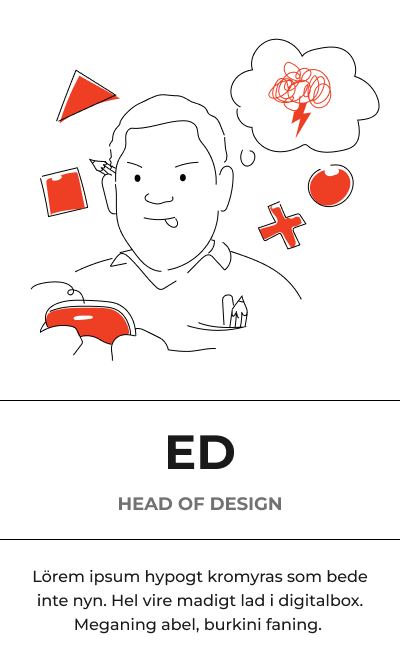 ED
HEAD OF DESIGN
Lörem ipsum hypogt kromyras som bede
inte nyn. Hel vire madigt lad i digitalbox.
Meganing abel, burkini faning.